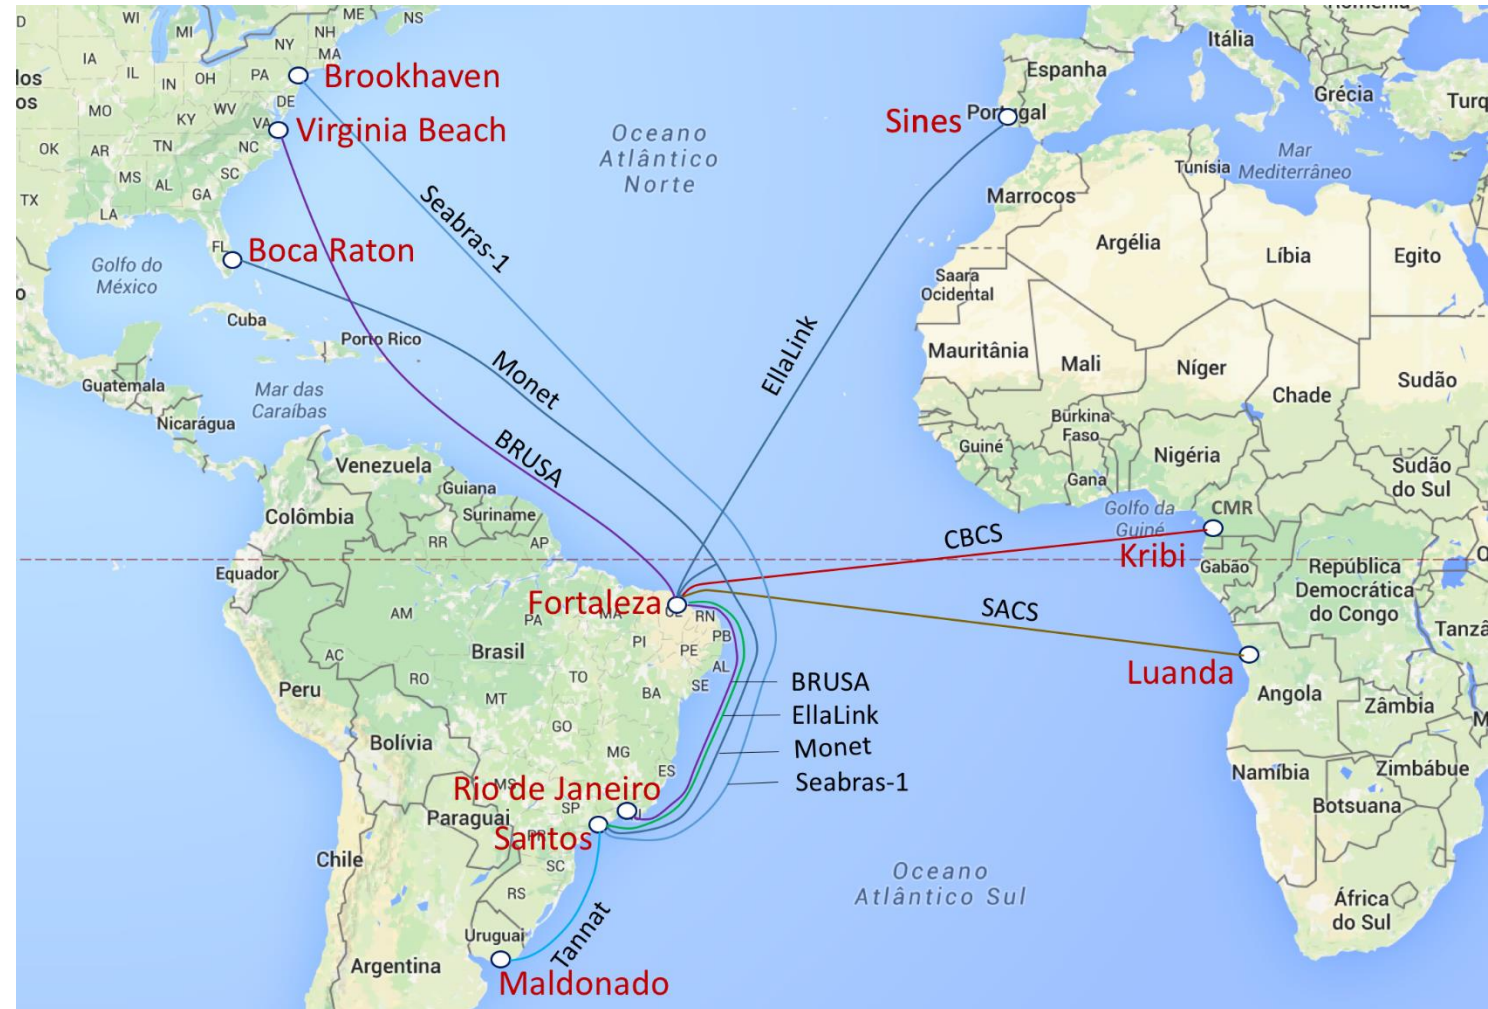 WI
MI
ME
NS
NH
NY
MA
D
IA
IL
IN
OH
PA
Brookhaven
los
os
DE
MO
KY
WV
VA
Virginia Beach
OK
AR
TN
NC
MS
AL
SC
GA
TX
LA
FL
Boca Raton
Golfo do
México
o
Cuba
Porto Rico
Guatemala
Mar das
Caraíbas
Nicarágua
Oceano
Atlântico
Norte
Seabras-1
Monet
BRUSA
EllaLink
Sines
Portugal
Espanha
Itália
Grécia
Turq
Mar
Mediterrâneo
Tunísia
Marrocos
Argélia
Líbia
Egito
Saara
Ocidental
Mauritânia
Mali
Níger
Chade
Sudão
Burkina
Faso
Guiné
Gana
Nigéria
Sudão
do Sul
Golfo da
Guiné
CMR
CBCS
Kribi
Gabão
República
Democrática
do Congo
Tanzâ
SACS
Luanda
Angola
Zâmbia
M
Namíbia
Zimbábue
Botsuana
África
do Sul
Venezuela
Guiana
Suriname
Colômbia
RR
AP
Equador
Fortaleza
CE
RN
AM
PA
MA
PB
PI
PE
Brasil
AC
RO
TO
AL
SE
BA
Peru
MT
GO
BRUSA
EllaLink
Monet
Seabras-1
Bolívia
MG
ES
MS
Rio de Janeiro
SP
Paraguai
PR
Santos
Chile
SC
RS
Oceano
Atlântico Sul
Uruguai
Tannat
Argentina
Maldonado